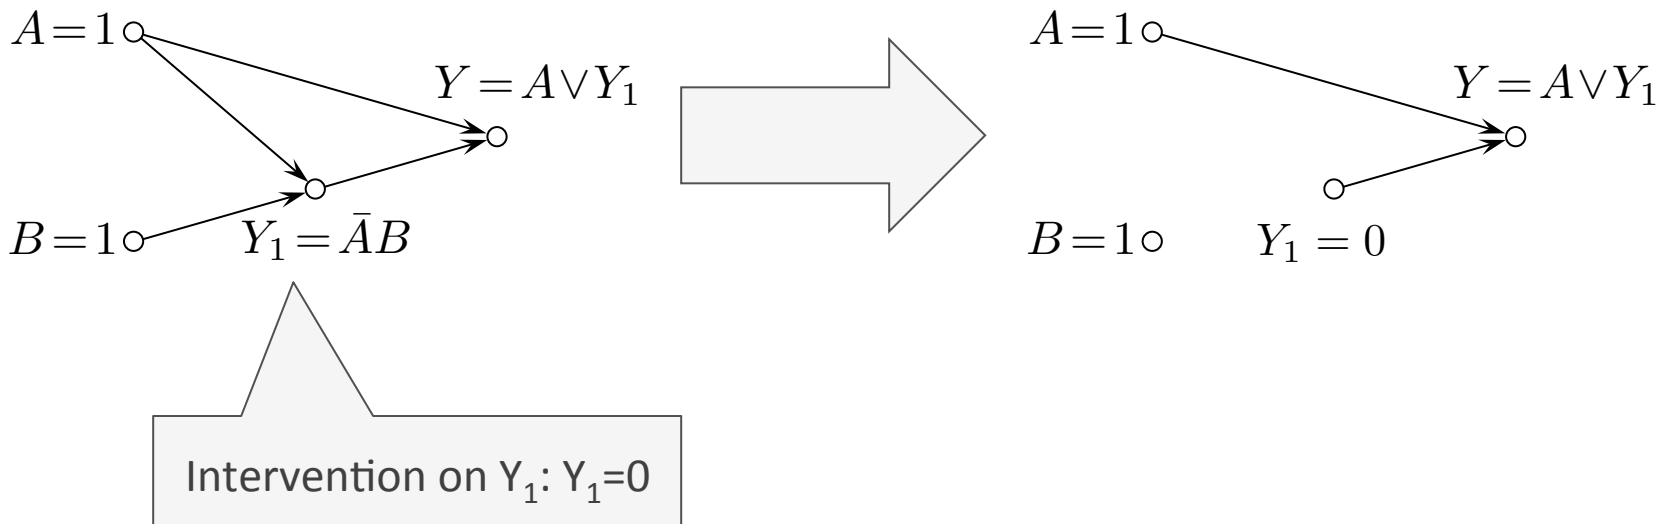 A=1
Y=A∨Y₁
B=1
Y₁=ĀB
A=1
Y=A∨Y₁
B=1
Y₁ = 0
Intervention on Y₁: Y₁=0